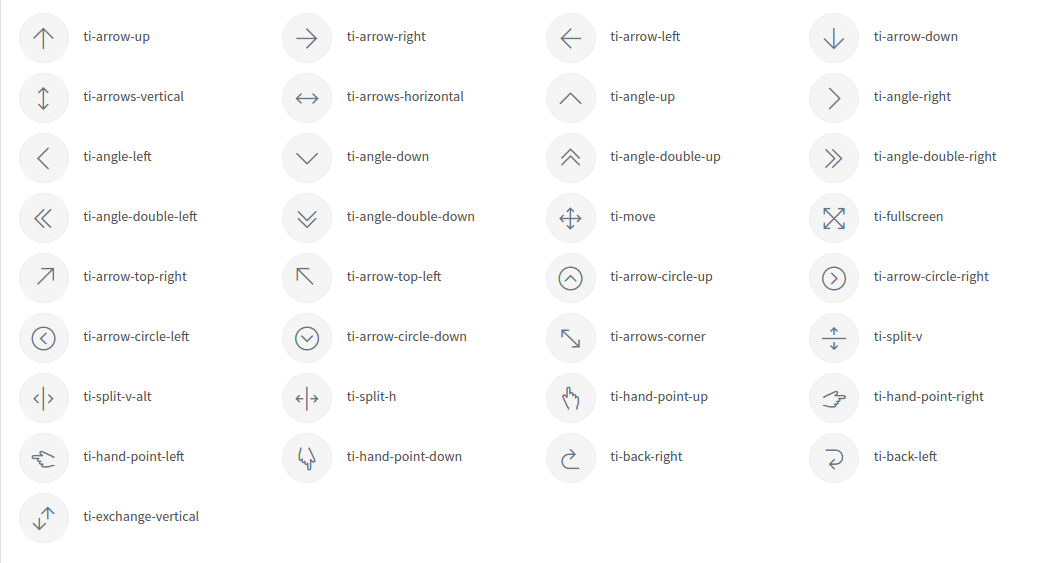 ti-arrow-up ti-arrow-right ti-arrow-left ti-arrow-down
ti-arrows-vertical ti-arrows-horizontal ti-angle-up ti-angle-right
ti-angle-left ti-angle-down ti-angle-double-up ti-angle-double-right
ti-angle-double-left ti-angle-double-down ti-move ti-fullscreen
ti-arrow-top-right ti-arrow-top-left ti-arrow-circle-up ti-arrow-circle-right
ti-arrow-circle-left ti-arrow-circle-down ti-arrows-corner ti-split-v
ti-split-v-alt ti-split-h ti-hand-point-up ti-hand-point-right
ti-hand-point-left ti-hand-point-down ti-back-right ti-back-left
ti-exchange-vertical